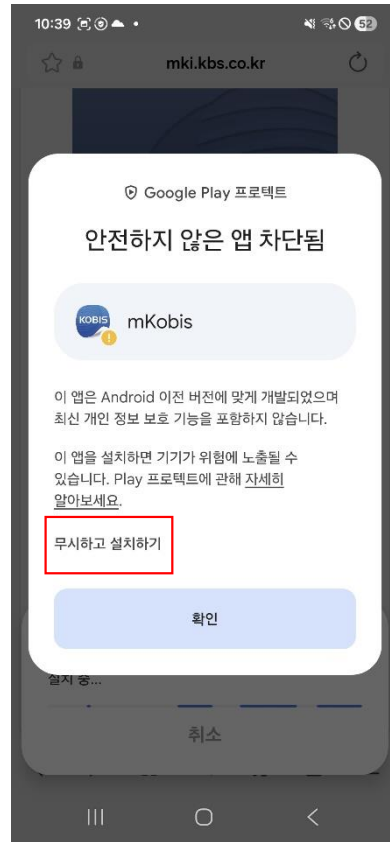 10:39
52
mki.kbs.co.kr
Google Play 프로텍트
안전하지 않은 앱 차단됨
KOBIS
mKobis
이 앱은 Android 이전 버전에 맞게 개발되었으며
최신 개인 정보 보호 기능을 포함하지 않습니다.
이 앱을 설치하면 기기가 위험에 노출될 수
있습니다. Play 프로텍트에 관해 자세히
알아보세요.
무시하고 설치하기
확인
설치 중...
취소